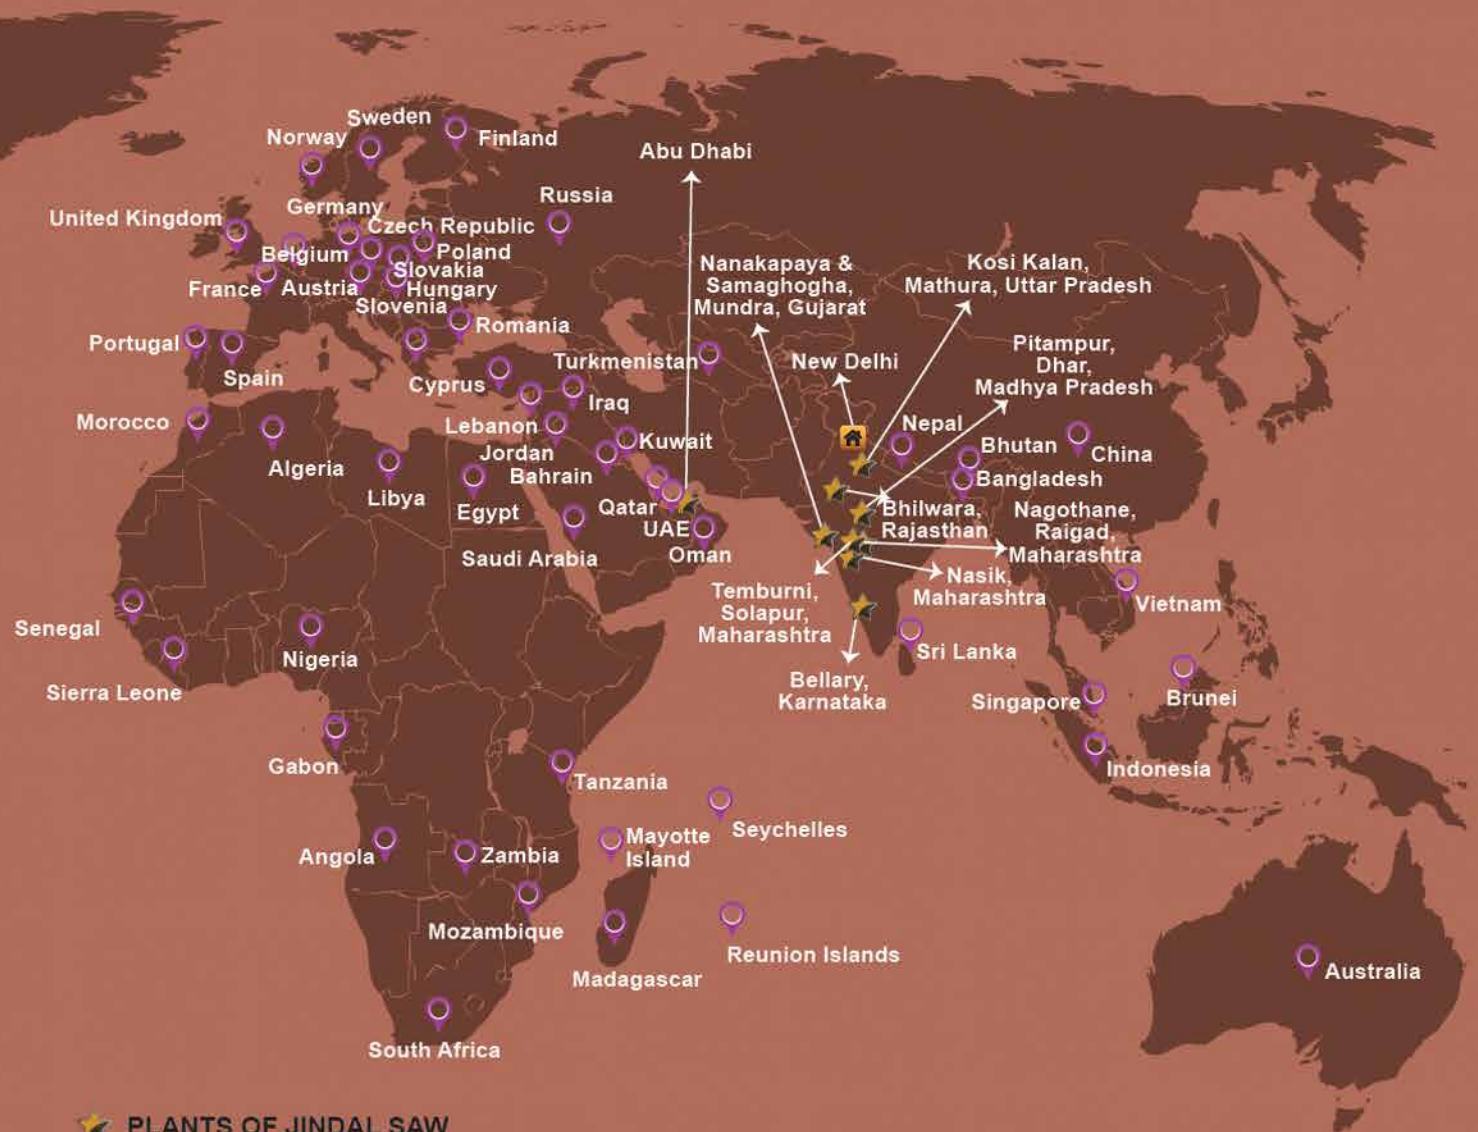 Sweden
Norway
Finland
Abu Dhabi
Russia
Germany
United Kingdom
Czech Republic
Belgium
Poland
Slovakia
France
Austria
Hungary
Slovenia
Romania
Portugal
Spain
Cyprus
Turkmenistan
Nanakapaya &
Samaghogha,
Mundra, Gujarat
Kosi Kalan,
Mathura, Uttar Pradesh
New Delhi
Pitampur,
Dhar,
Madhya Pradesh
Morocco
Iraq
Lebanon
Kuwait
Jordan
Bahrain
Algeria
Libya
Egypt
Qatar
UAE
Oman
Saudi Arabia
Nepal
Bhutan
China
Bangladesh
Bhilwara,
Rajasthan
Nagothane,
Raigad,
Maharashtra
Nasik,
Maharashtra
Temburni,
Solapur,
Maharashtra
Bellary,
Karnataka
Vietnam
Sri Lanka
Singapore
Brunei
Indonesia
Senegal
Sierra Leone
Nigeria
Gabon
Tanzania
Seychelles
Mayotte
Island
Angola
Zambia
Mozambique
Reunion Islands
Madagascar
Australia
South Africa
PLANTS OF JINDAL SAW